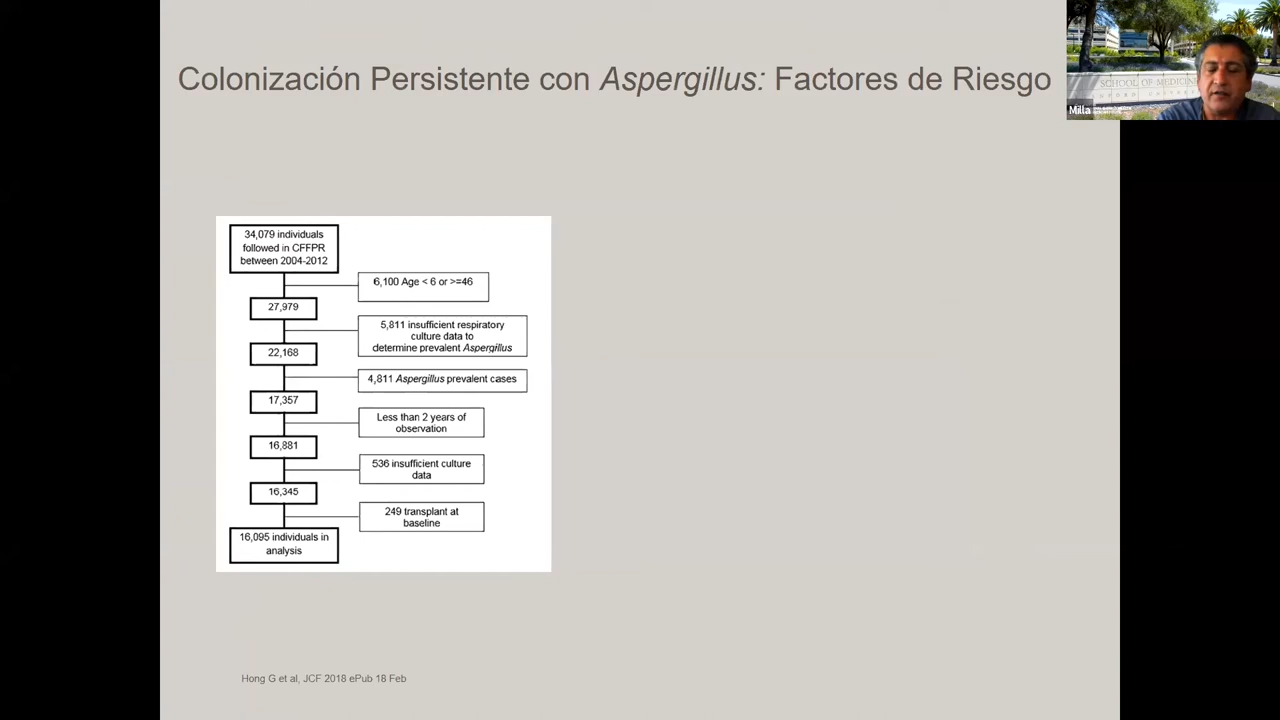 Colonización Persistente con Aspergillus: Factores de Riesgo
SCHOOL OF MEDICINE
Milla
34,079 individuals
followed in CFFPR
between 2004-2012
6,100 Age < 6 or >=46
27,979
5,811 insufficient respiratory
culture data to
determine prevalent Aspergillus
22,168
4,811 Aspergillus prevalent cases
17,357
Less than 2 years of
observation
16,881
536 insufficient culture
data
16,345
249 transplant at
baseline
16,095 individuals in
analysis
Hong G et al, JCF 2018 ePub 18 Feb